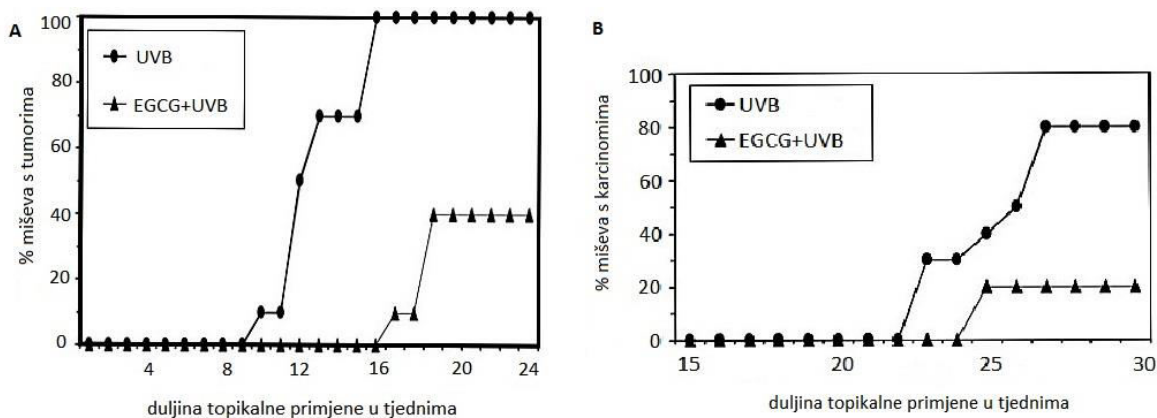 A
% miševa s tumorima
100
80
60
40
20
0
UVB
EGCG+UVB
4
8
12
16
20
24
duljina topikalne primjene u tjednima
B
% miševa s karcinomima
100
80
60
40
20
0
UVB
EGCG+UVB
15
20
25
30
duljina topikalne primjene u tjednima